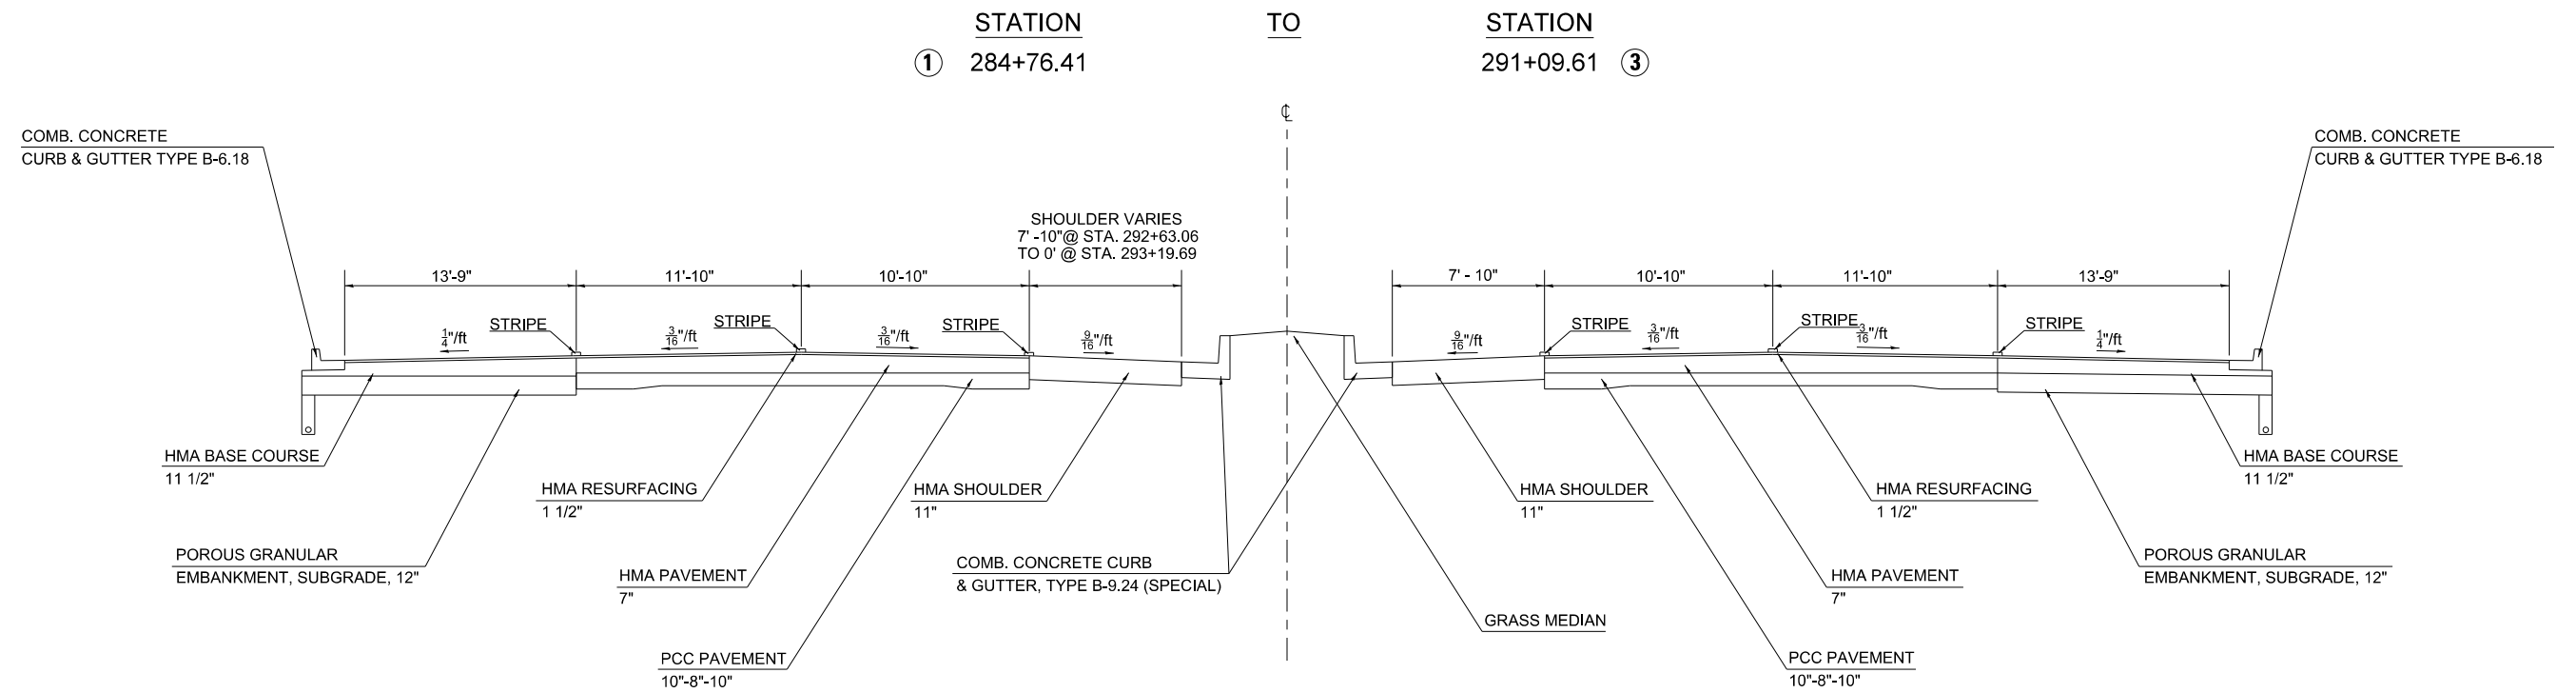 STATION TO STATION
① 284+76.41 291+09.61 ③
℄
COMB. CONCRETE
CURB & GUTTER TYPE B-6.18
COMB. CONCRETE
CURB & GUTTER TYPE B-6.18
SHOULDER VARIES
7' -10"@ STA. 292+63.06
TO 0' @ STA. 293+19.69
13'-9" 11'-10" 10'-10" 7' - 10" 10'-10" 11'-10" 13'-9"
STRIPE STRIPE STRIPE STRIPE STRIPE STRIPE
1/4"/ft 3/16"/ft 3/16"/ft 9/16"/ft 9/16"/ft 3/16"/ft 3/16"/ft 1/4"/ft
HMA BASE COURSE
11 1/2"
HMA RESURFACING
1 1/2"
HMA SHOULDER
11"
HMA SHOULDER
11"
HMA RESURFACING
1 1/2"
HMA BASE COURSE
11 1/2"
POROUS GRANULAR
EMBANKMENT, SUBGRADE, 12"
HMA PAVEMENT
7"
COMB. CONCRETE CURB
& GUTTER, TYPE B-9.24 (SPECIAL)
GRASS MEDIAN
HMA PAVEMENT
7"
POROUS GRANULAR
EMBANKMENT, SUBGRADE, 12"
PCC PAVEMENT
10"-8"-10"
PCC PAVEMENT
10"-8"-10"